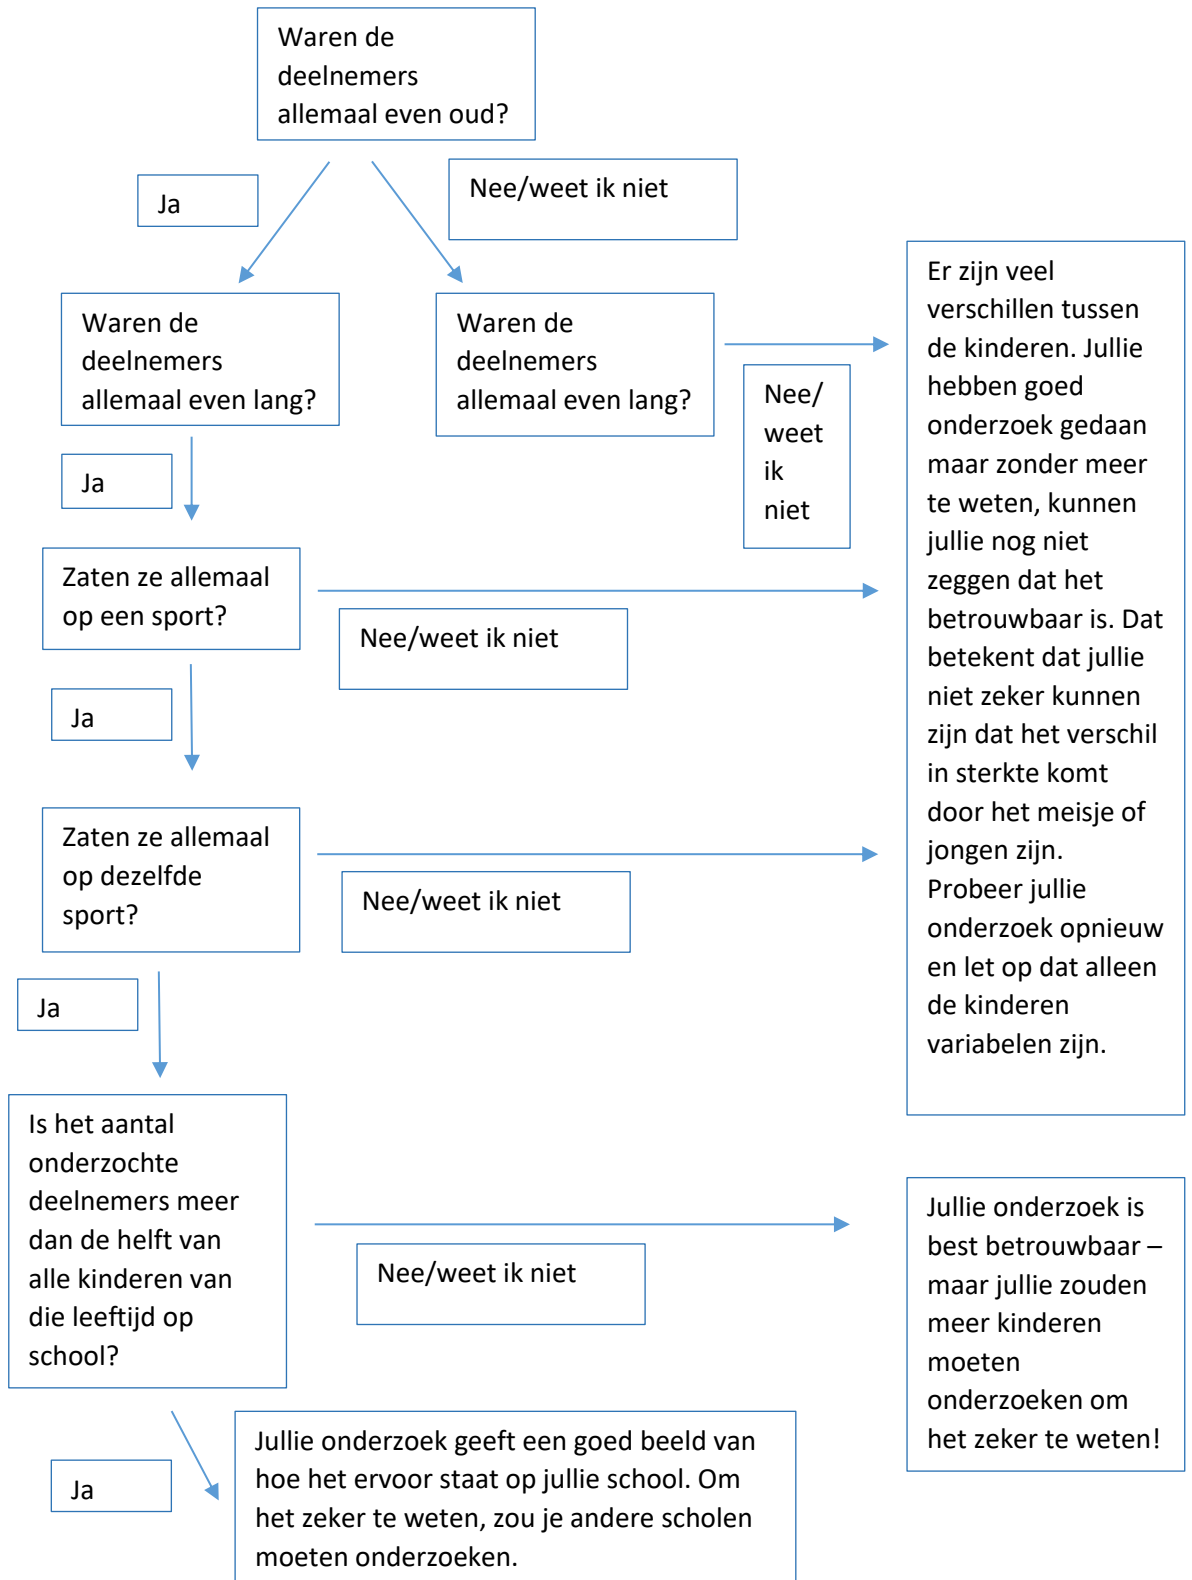 Waren de
deelnemers
allemaal even oud?
Ja
Nee/weet ik niet
Waren de
deelnemers
allemaal even lang?
Waren de
deelnemers
allemaal even lang?
Nee/
weet
ik
niet
Er zijn veel
verschillen tussen
de kinderen. Jullie
hebben goed
onderzoek gedaan
maar zonder meer
te weten, kunnen
jullie nog niet
zeggen dat het
betrouwbaar is. Dat
betekent dat jullie
niet zeker kunnen
zijn dat het verschil
in sterkte komt
door het meisje of
jongen zijn.
Probeer jullie
onderzoek opnieuw
en let op dat alleen
de kinderen
variabelen zijn.
Ja
Zaten ze allemaal
op een sport?
Nee/weet ik niet
Ja
Zaten ze allemaal
op dezelfde
sport?
Nee/weet ik niet
Ja
Is het aantal
onderzochte
deelnemers meer
dan de helft van
alle kinderen van
die leeftijd op
school?
Nee/weet ik niet
Jullie onderzoek is
best betrouwbaar –
maar jullie zouden
meer kinderen
moeten
onderzoeken om
het zeker te weten!
Ja
Jullie onderzoek geeft een goed beeld van
hoe het ervoor staat op jullie school. Om
het zeker te weten, zou je andere scholen
moeten onderzoeken.